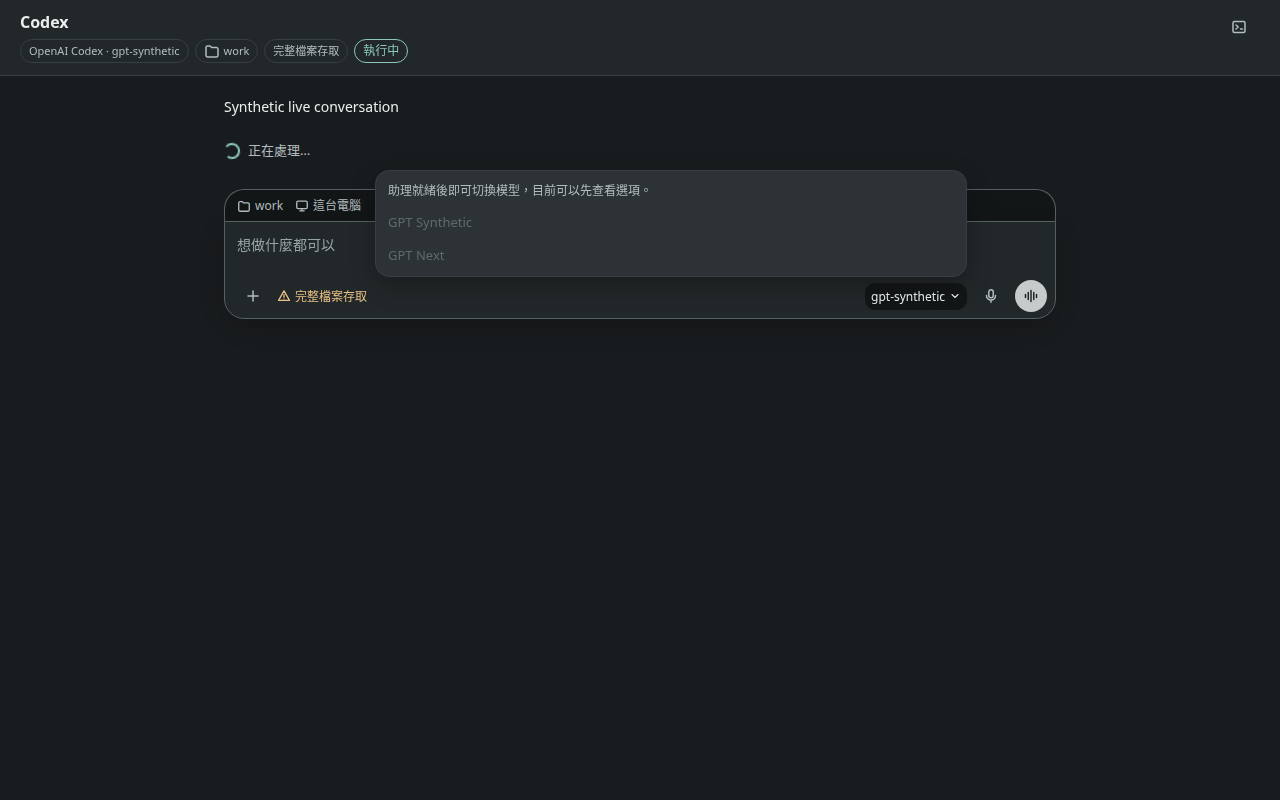 Codex
OpenAI Codex · gpt-synthetic
work
完整檔案存取
執行中
Synthetic live conversation
正在處理...
助理就緒後即可切換模型，目前可以先查看選項。
GPT Synthetic
GPT Next
work
這台電腦
想做什麼都可以
完整檔案存取
gpt-synthetic